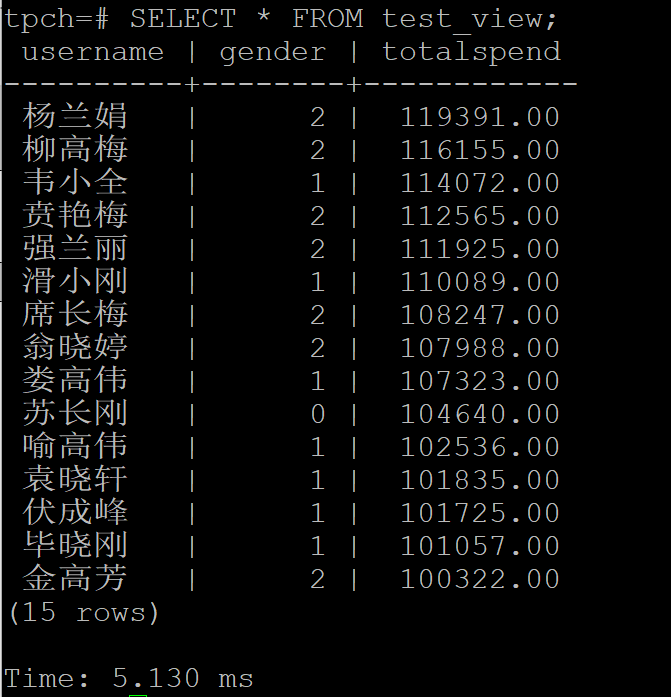 tpch=# SELECT * FROM test_view;
 username | gender | totalspend
----------+--------+------------
 杨兰娟   |      2 |  119391.00
 柳高梅   |      2 |  116155.00
 韦小全   |      1 |  114072.00
 贲艳梅   |      2 |  112565.00
 强兰丽   |      2 |  111925.00
 滑小刚   |      1 |  110089.00
 席长梅   |      2 |  108247.00
 翁晓婷   |      2 |  107988.00
 娄高伟   |      1 |  107323.00
 苏长刚   |      0 |  104640.00
 喻高伟   |      1 |  102536.00
 袁晓轩   |      1 |  101835.00
 伏成峰   |      1 |  101725.00
 毕晓刚   |      1 |  101057.00
 金高芳   |      2 |  100322.00
(15 rows)
Time: 5.130 ms